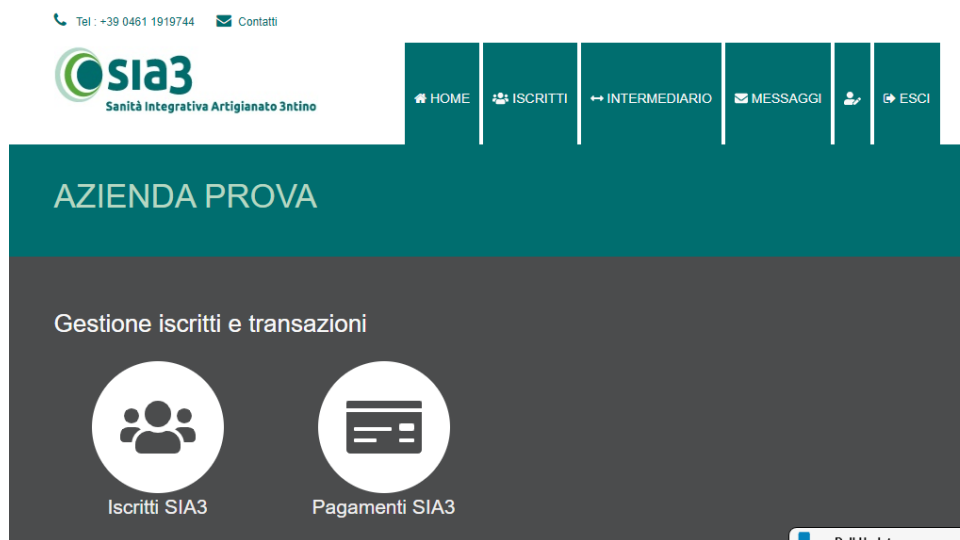 Tel : +39 0461 1919744 Contatti
sia3
Sanità Integrativa Artigianato 3ntino
HOME ISCRITTI INTERMEDIARIO MESSAGGI ESCI
AZIENDA PROVA
Gestione iscritti e transazioni
Iscritti SIA3 Pagamenti SIA3